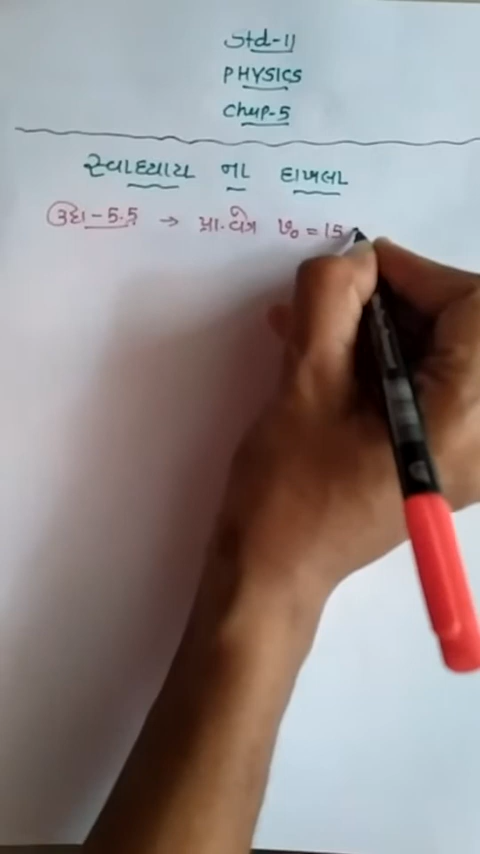 Std-11
PHYSICS
Chap-5
સ્વાધ્યાય ના દાખલા
ઉદા-5.5 → પ્રા.વેગ v₀ = 15